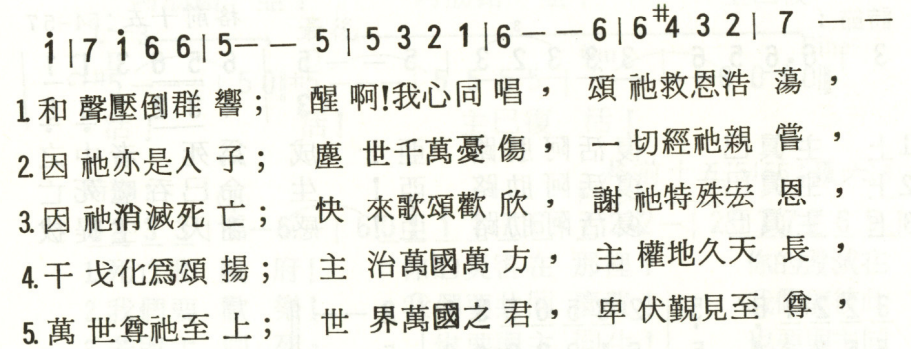 i̇ | 7 i̇ 6 6 | 5 — — 5 | 5 3 2 1 | 6 — — 6 | 6 #4 3 2 | 7 — —
1. 和 聲壓倒群 響； 醒 啊!我心同 唱， 頌 祂救恩浩 蕩，
2. 因 祂亦是人 子； 塵 世千萬憂 傷， 一 切經祂親 嘗，
3. 因 祂消滅死 亡； 快 來歌頌歡 欣， 謝 祂特殊宏 恩，
4. 干 戈化爲頌 揚； 主 治萬國萬 方， 主 權地久天 長，
5. 萬 世尊祂至 上； 世 界萬國之 君， 卑 伏覲見至 尊，